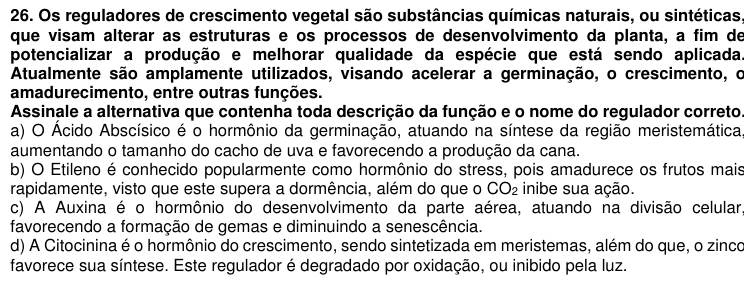 26. Os reguladores de crescimento vegetal são substâncias químicas naturais, ou sintéticas,
que visam alterar as estruturas e os processos de desenvolvimento da planta, a fim de
potencializar a produção e melhorar qualidade da espécie que está sendo aplicada.
Atualmente são amplamente utilizados, visando acelerar a germinação, o crescimento, o
amadurecimento, entre outras funções.
Assinale a alternativa que contenha toda descrição da função e o nome do regulador correto.
a) O Ácido Abscísico é o hormônio da germinação, atuando na síntese da região meristemática,
aumentando o tamanho do cacho de uva e favorecendo a produção da cana.
b) O Etileno é conhecido popularmente como hormônio do stress, pois amadurece os frutos mais
rapidamente, visto que este supera a dormência, além do que o CO₂ inibe sua ação.
c) A Auxina é o hormônio do desenvolvimento da parte aérea, atuando na divisão celular,
favorecendo a formação de gemas e diminuindo a senescência.
d) A Citocinina é o hormônio do crescimento, sendo sintetizada em meristemas, além do que, o zinco
favorece sua síntese. Este regulador é degradado por oxidação, ou inibido pela luz.